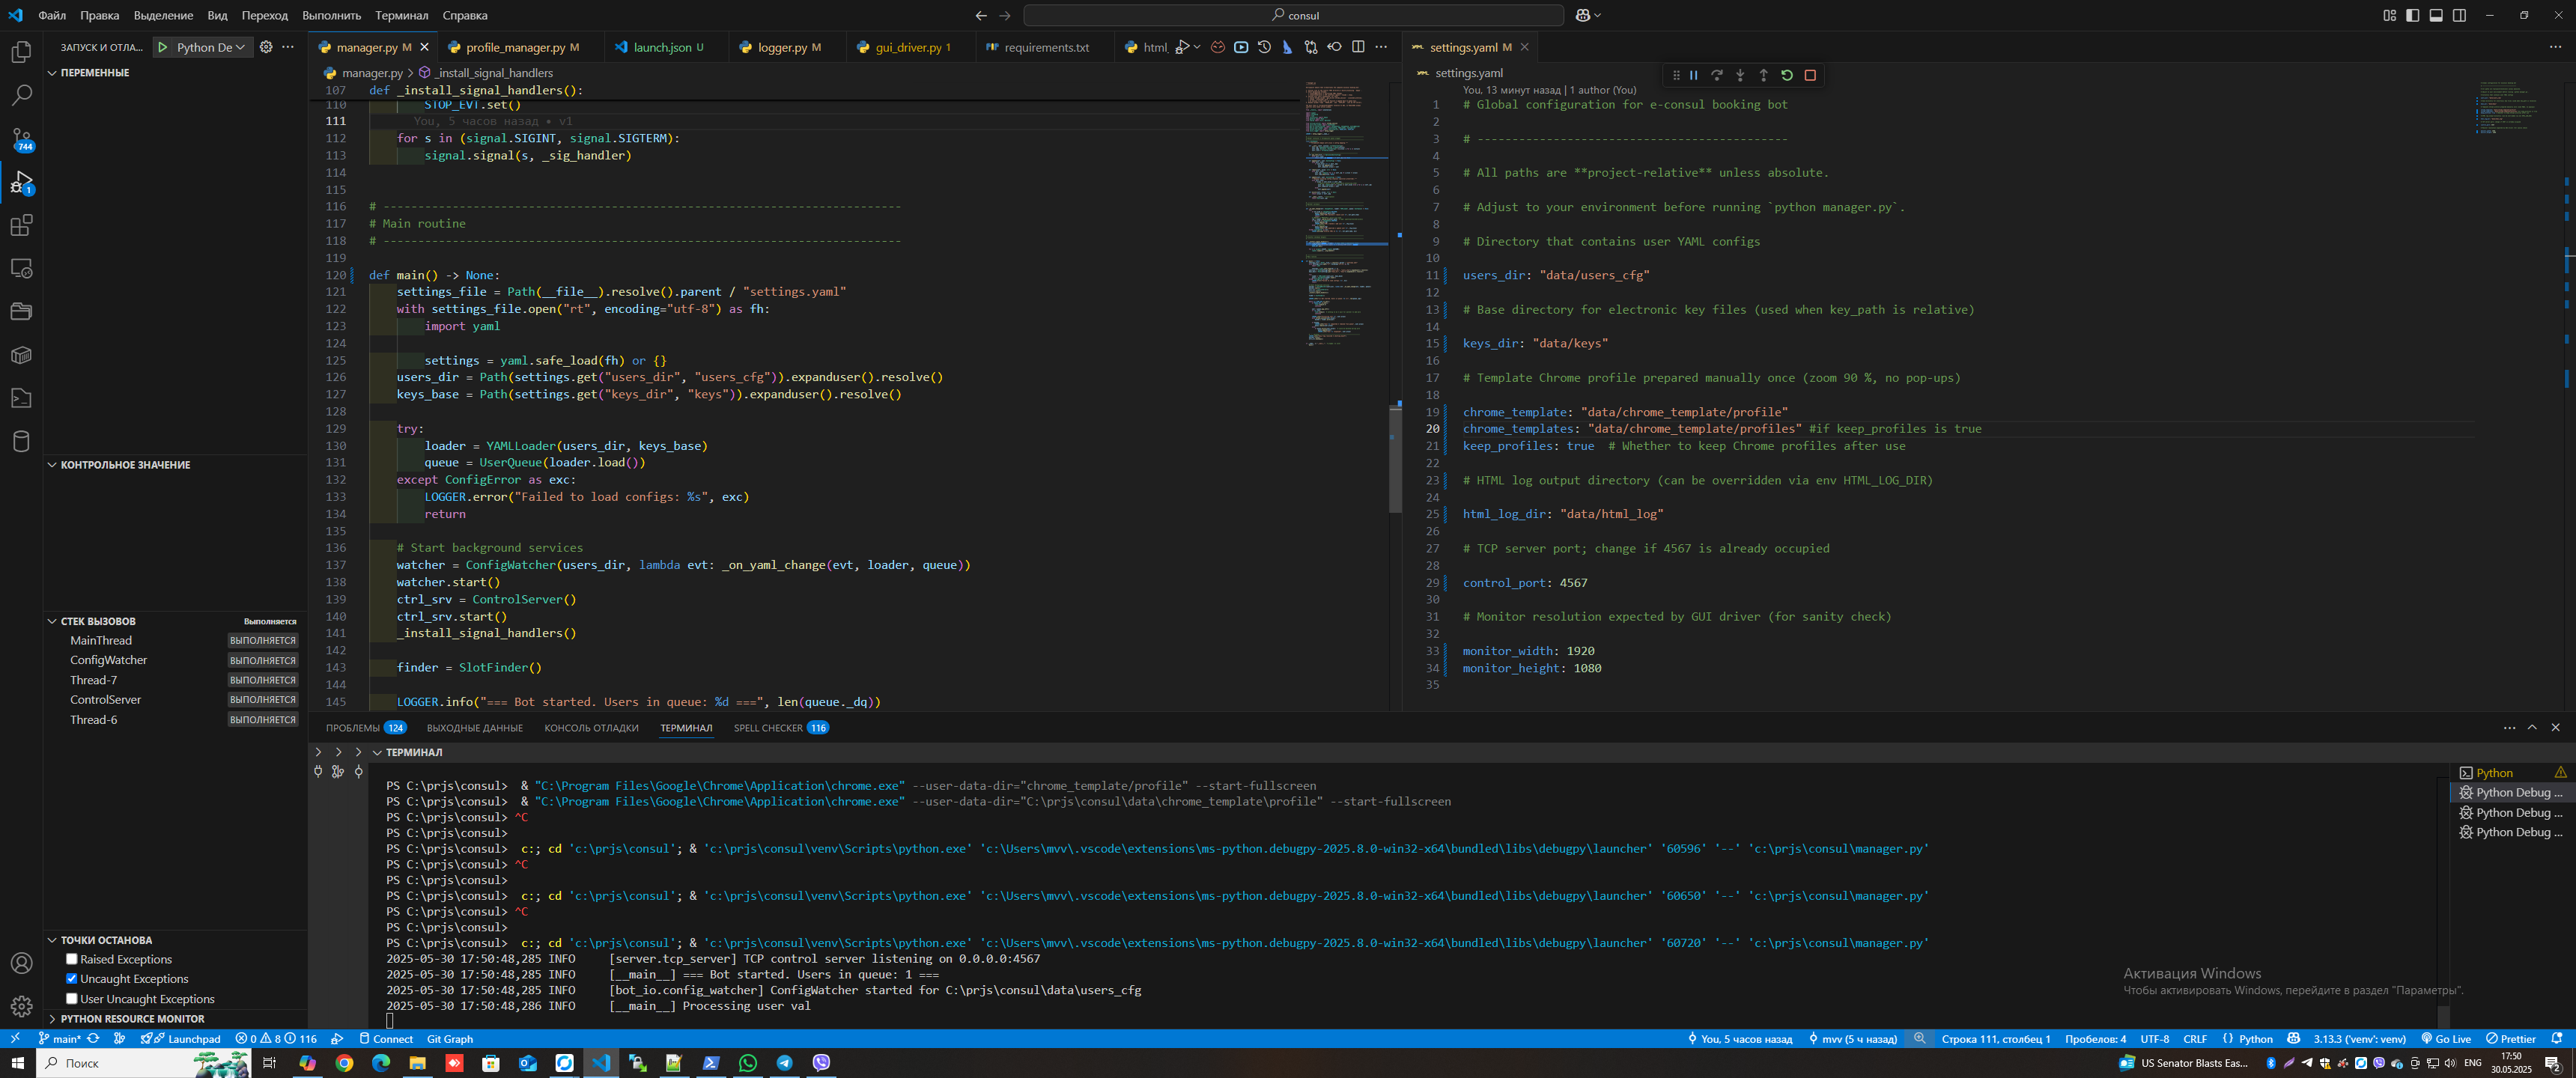 Файл Правка Выделение Вид Переход Выполнить Терминал Справка
consul
ЗАПУСК И ОТЛА... Python De
manager.py M profile_manager.py M launch.json U logger.py M gui_driver.py 1 requirements.txt html.
settings.yaml M
ПЕРЕМЕННЫЕ
КОНТРОЛЬНОЕ ЗНАЧЕНИЕ
СТЕК ВЫЗОВОВ Выполняется
MainThread ВЫПОЛНЯЕТСЯ
ConfigWatcher ВЫПОЛНЯЕТСЯ
Thread-7 ВЫПОЛНЯЕТСЯ
ControlServer ВЫПОЛНЯЕТСЯ
Thread-6 ВЫПОЛНЯЕТСЯ
ТОЧКИ ОСТАНОВА
Raised Exceptions
Uncaught Exceptions
User Uncaught Exceptions
PYTHON RESOURCE MONITOR
744
1
manager.py > _install_signal_handlers
107 def _install_signal_handlers():
110 STOP_EVT.set()
111 You, 5 часов назад • v1
112 for s in (signal.SIGINT, signal.SIGTERM):
113 signal.signal(s, _sig_handler)
114
115
116 # ---------------------------------------------------------------------------
117 # Main routine
118 # ---------------------------------------------------------------------------
119
120 def main() -> None:
121 settings_file = Path(__file__).resolve().parent / "settings.yaml"
122 with settings_file.open("rt", encoding="utf-8") as fh:
123 import yaml
124
125 settings = yaml.safe_load(fh) or {}
126 users_dir = Path(settings.get("users_dir", "users_cfg")).expanduser().resolve()
127 keys_base = Path(settings.get("keys_dir", "keys")).expanduser().resolve()
128
129 try:
130 loader = YAMLLoader(users_dir, keys_base)
131 queue = UserQueue(loader.load())
132 except ConfigError as exc:
133 LOGGER.error("Failed to load configs: %s", exc)
134 return
135
136 # Start background services
137 watcher = ConfigWatcher(users_dir, lambda evt: _on_yaml_change(evt, loader, queue))
138 watcher.start()
139 ctrl_srv = ControlServer()
140 ctrl_srv.start()
141 _install_signal_handlers()
142
143 finder = SlotFinder()
144
145 LOGGER.info("=== Bot started. Users in queue: %d ===", len(queue._dq))
settings.yaml
You, 13 минут назад | 1 author (You)
1 # Global configuration for e-consul booking bot
2
3 # ---------------------------------------
4
5 # All paths are **project-relative** unless absolute.
6
7 # Adjust to your environment before running `python manager.py`.
8
9 # Directory that contains user YAML configs
10
11 users_dir: "data/users_cfg"
12
13 # Base directory for electronic key files (used when key_path is relative)
14
15 keys_dir: "data/keys"
16
17 # Template Chrome profile prepared manually once (zoom 90 %, no pop-ups)
18
19 chrome_template: "data/chrome_template/profile"
20 chrome_templates: "data/chrome_template/profiles" #if keep_profiles is true
21 keep_profiles: true # Whether to keep Chrome profiles after use
22
23 # HTML log output directory (can be overridden via env HTML_LOG_DIR)
24
25 html_log_dir: "data/html_log"
26
27 # TCP server port; change if 4567 is already occupied
28
29 control_port: 4567
30
31 # Monitor resolution expected by GUI driver (for sanity check)
32
33 monitor_width: 1920
34 monitor_height: 1080
35
ПРОБЛЕМЫ 124 ВЫХОДНЫЕ ДАННЫЕ КОНСОЛЬ ОТЛАДКИ ТЕРМИНАЛ SPELL CHECKER 116
ТЕРМИНАЛ
PS C:\prjs\consul> & "C:\Program Files\Google\Chrome\Application\chrome.exe" --user-data-dir="chrome_template/profile" --start-fullscreen
PS C:\prjs\consul> & "C:\Program Files\Google\Chrome\Application\chrome.exe" --user-data-dir="C:\prjs\consul\data\chrome_template\profile" --start-fullscreen
PS C:\prjs\consul> ^C
PS C:\prjs\consul>
PS C:\prjs\consul> c:; cd 'c:\prjs\consul'; & 'c:\prjs\consul\venv\Scripts\python.exe' 'c:\Users\mvv\.vscode\extensions\ms-python.debugpy-2025.8.0-win32-x64\bundled\libs\debugpy\launcher' '60596' '--' 'c:\prjs\consul\manager.py'
PS C:\prjs\consul> ^C
PS C:\prjs\consul>
PS C:\prjs\consul> c:; cd 'c:\prjs\consul'; & 'c:\prjs\consul\venv\Scripts\python.exe' 'c:\Users\mvv\.vscode\extensions\ms-python.debugpy-2025.8.0-win32-x64\bundled\libs\debugpy\launcher' '60650' '--' 'c:\prjs\consul\manager.py'
PS C:\prjs\consul> ^C
PS C:\prjs\consul>
PS C:\prjs\consul> c:; cd 'c:\prjs\consul'; & 'c:\prjs\consul\venv\Scripts\python.exe' 'c:\Users\mvv\.vscode\extensions\ms-python.debugpy-2025.8.0-win32-x64\bundled\libs\debugpy\launcher' '60720' '--' 'c:\prjs\consul\manager.py'
2025-05-30 17:50:48,285 INFO [server.tcp_server] TCP control server listening on 0.0.0.0:4567
2025-05-30 17:50:48,285 INFO [__main__] === Bot started. Users in queue: 1 ===
2025-05-30 17:50:48,285 INFO [bot_io.config_watcher] ConfigWatcher started for C:\prjs\consul\data\users_cfg
2025-05-30 17:50:48,286 INFO [__main__] Processing user val
Python
Python Debug ...
Python Debug ...
Python Debug ...
Активация Windows
Чтобы активировать Windows, перейдите в раздел "Параметры".
main* Launchpad 0 8 116 Connect Git Graph
You, 5 часов назад mvv (5 ч назад) Строка 111, столбец 1 Пробелов: 4 UTF-8 CRLF {} Python 3.13.3 ('venv': venv) Go Live Prettier
Поиск
US Senator Blasts Eas... ENG 17:50
30.05.2025
2